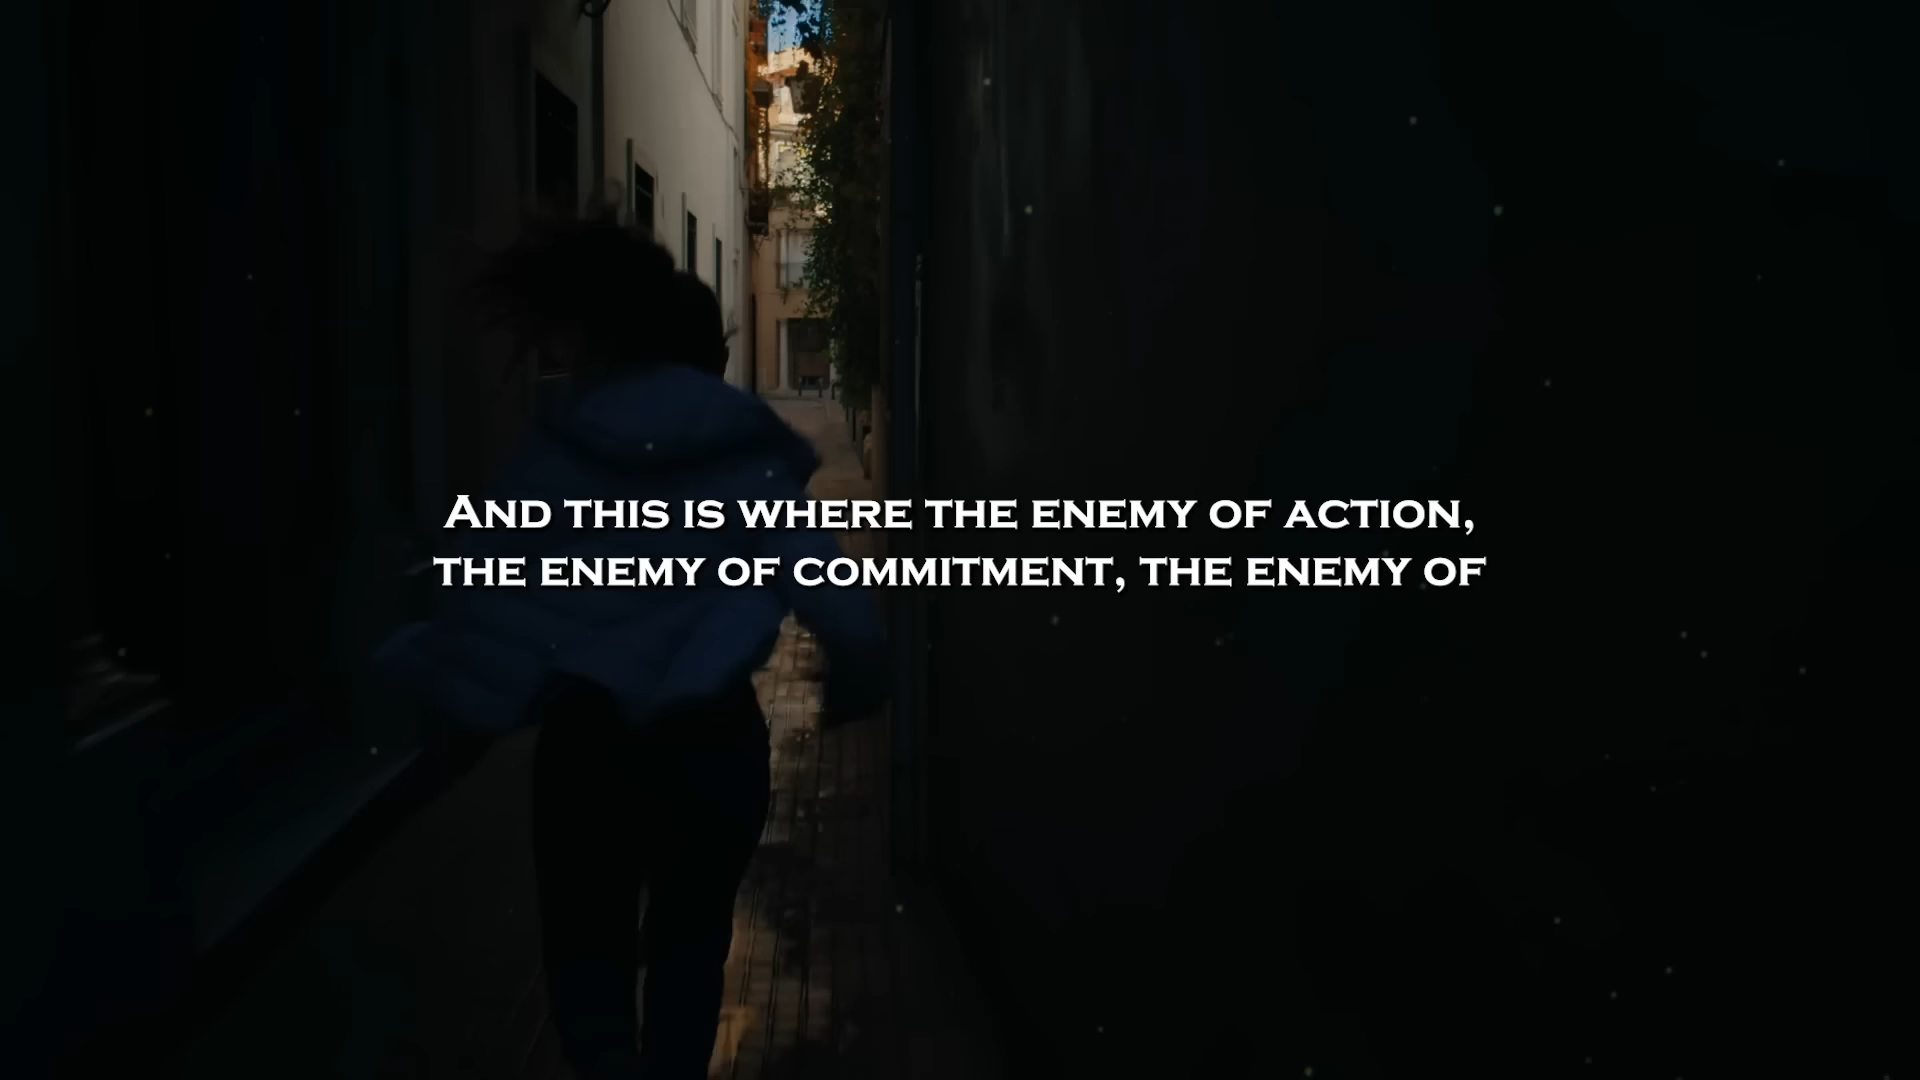 And this is where the enemy of action,
the enemy of commitment, the enemy of